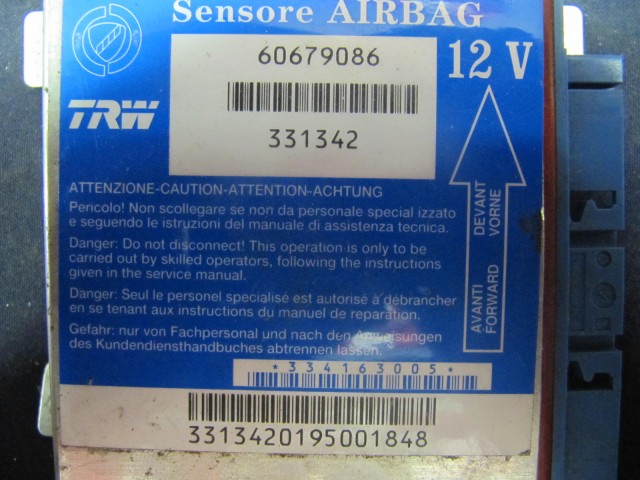 Sensore AIRBAG
60679086
12 V
TRW
331342
ATTENZIONE-CAUTION-ATTENTION-ACHTUNG
Pericolo! Non scollegare se non da personale special izzato
e seguendo le istruzioni del manuale di assistenza tecnica.
Danger: Do not disconnect! This operation is only to be
carried out by skilled operators, following the instructions
given in the service manual.
Danger: Seul le personel specialisé est autorisé à débrancher
en se tenant aux instructions du manuel de reparation.
Gefahr: nur von Fachpersonal und nach den Anweisungen
des Kundendiensthandbuches abtrennen lassen.
DEVANT
VORNE
AVANTI
FORWARD
*334163005*
3313420195001848